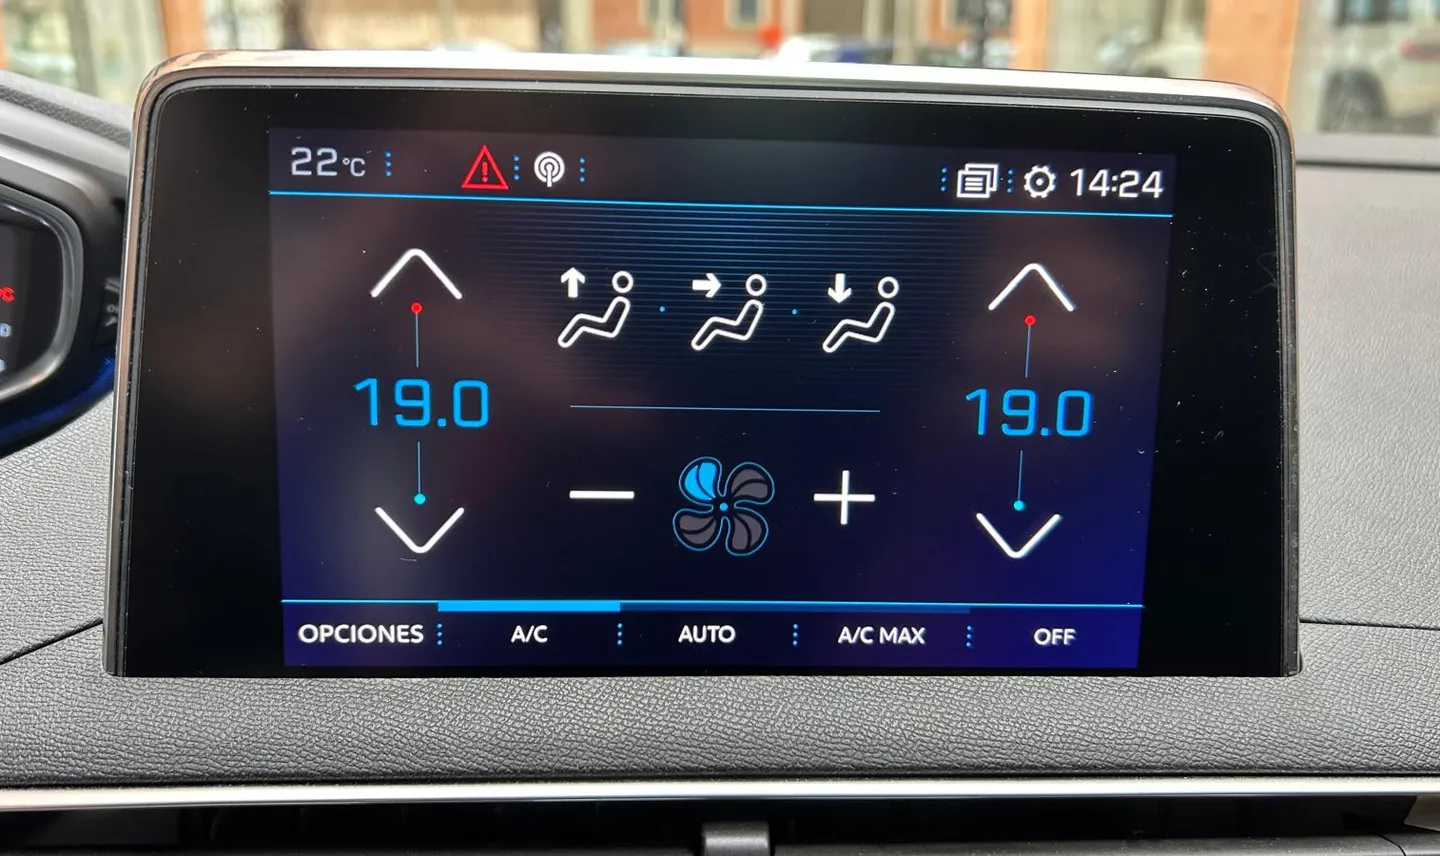 22°C
14:24
19.0
19.0
OPCIONES
A/C
AUTO
A/C MAX
OFF